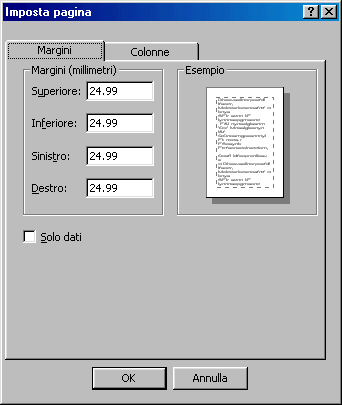 Imposta pagina
Margini
Colonne
Margini (millimetri)
Esempio
Superiore: 24.99
Inferiore: 24.99
Sinistro: 24.99
Destro: 24.99
Solo dati
OK
Annulla